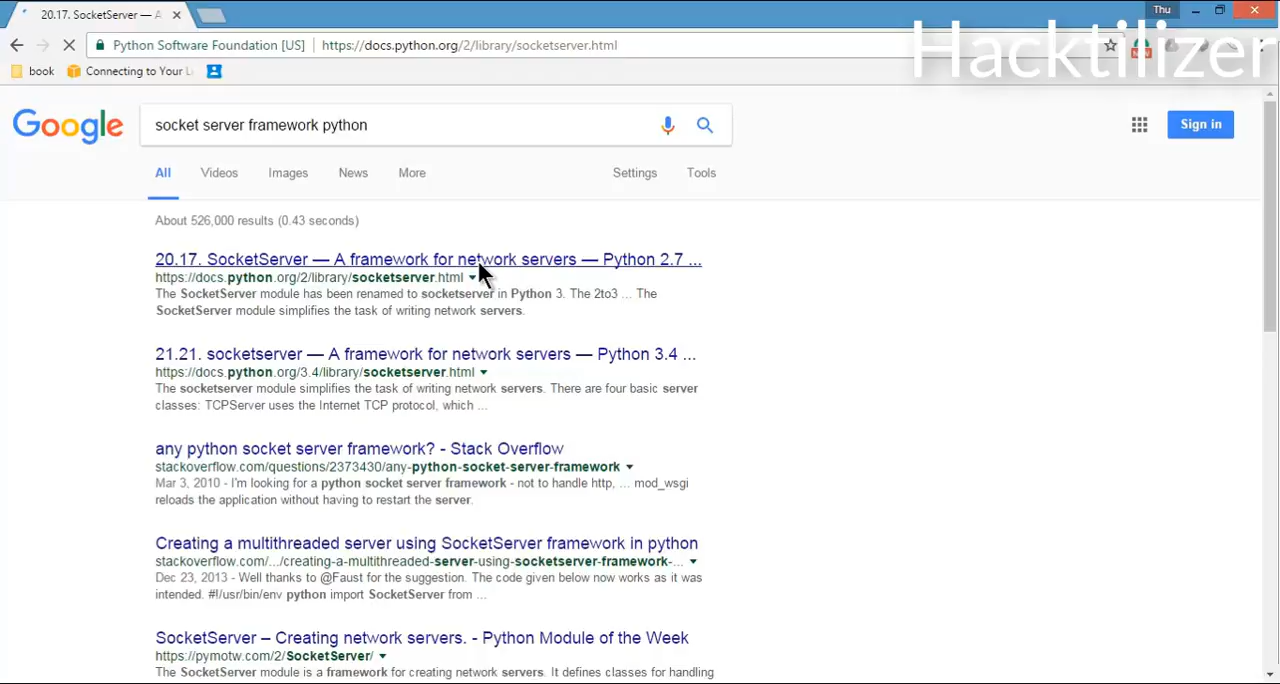 20.17. SocketServer — A
Thu
Python Software Foundation [US] | https://docs.python.org/2/library/socketserver.html
Hacktilizer
book Connecting to Your L
Google
socket server framework python
Sign in
All Videos Images News More Settings Tools
About 526,000 results (0.43 seconds)
20.17. SocketServer — A framework for network servers — Python 2.7 ...
https://docs.python.org/2/library/socketserver.html
The SocketServer module has been renamed to socketserver in Python 3. The 2to3 ... The
SocketServer module simplifies the task of writing network servers.
21.21. socketserver — A framework for network servers — Python 3.4 ...
https://docs.python.org/3.4/library/socketserver.html
The socketserver module simplifies the task of writing network servers. There are four basic server
classes: TCPServer uses the Internet TCP protocol, which ...
any python socket server framework? - Stack Overflow
stackoverflow.com/questions/2373430/any-python-socket-server-framework
Mar 3, 2010 - I'm looking for a python socket server framework - not to handle http, ... mod_wsgi
reloads the application without having to restart the server.
Creating a multithreaded server using SocketServer framework in python
stackoverflow.com/.../creating-a-multithreaded-server-using-socketserver-framework-...
Dec 23, 2013 - Well thanks to @Faust for the suggestion. The code given below now works as it was
intended. #!/usr/bin/env python import SocketServer from ...
SocketServer – Creating network servers. - Python Module of the Week
https://pymotw.com/2/SocketServer/
The SocketServer module is a framework for creating network servers. It defines classes for handling